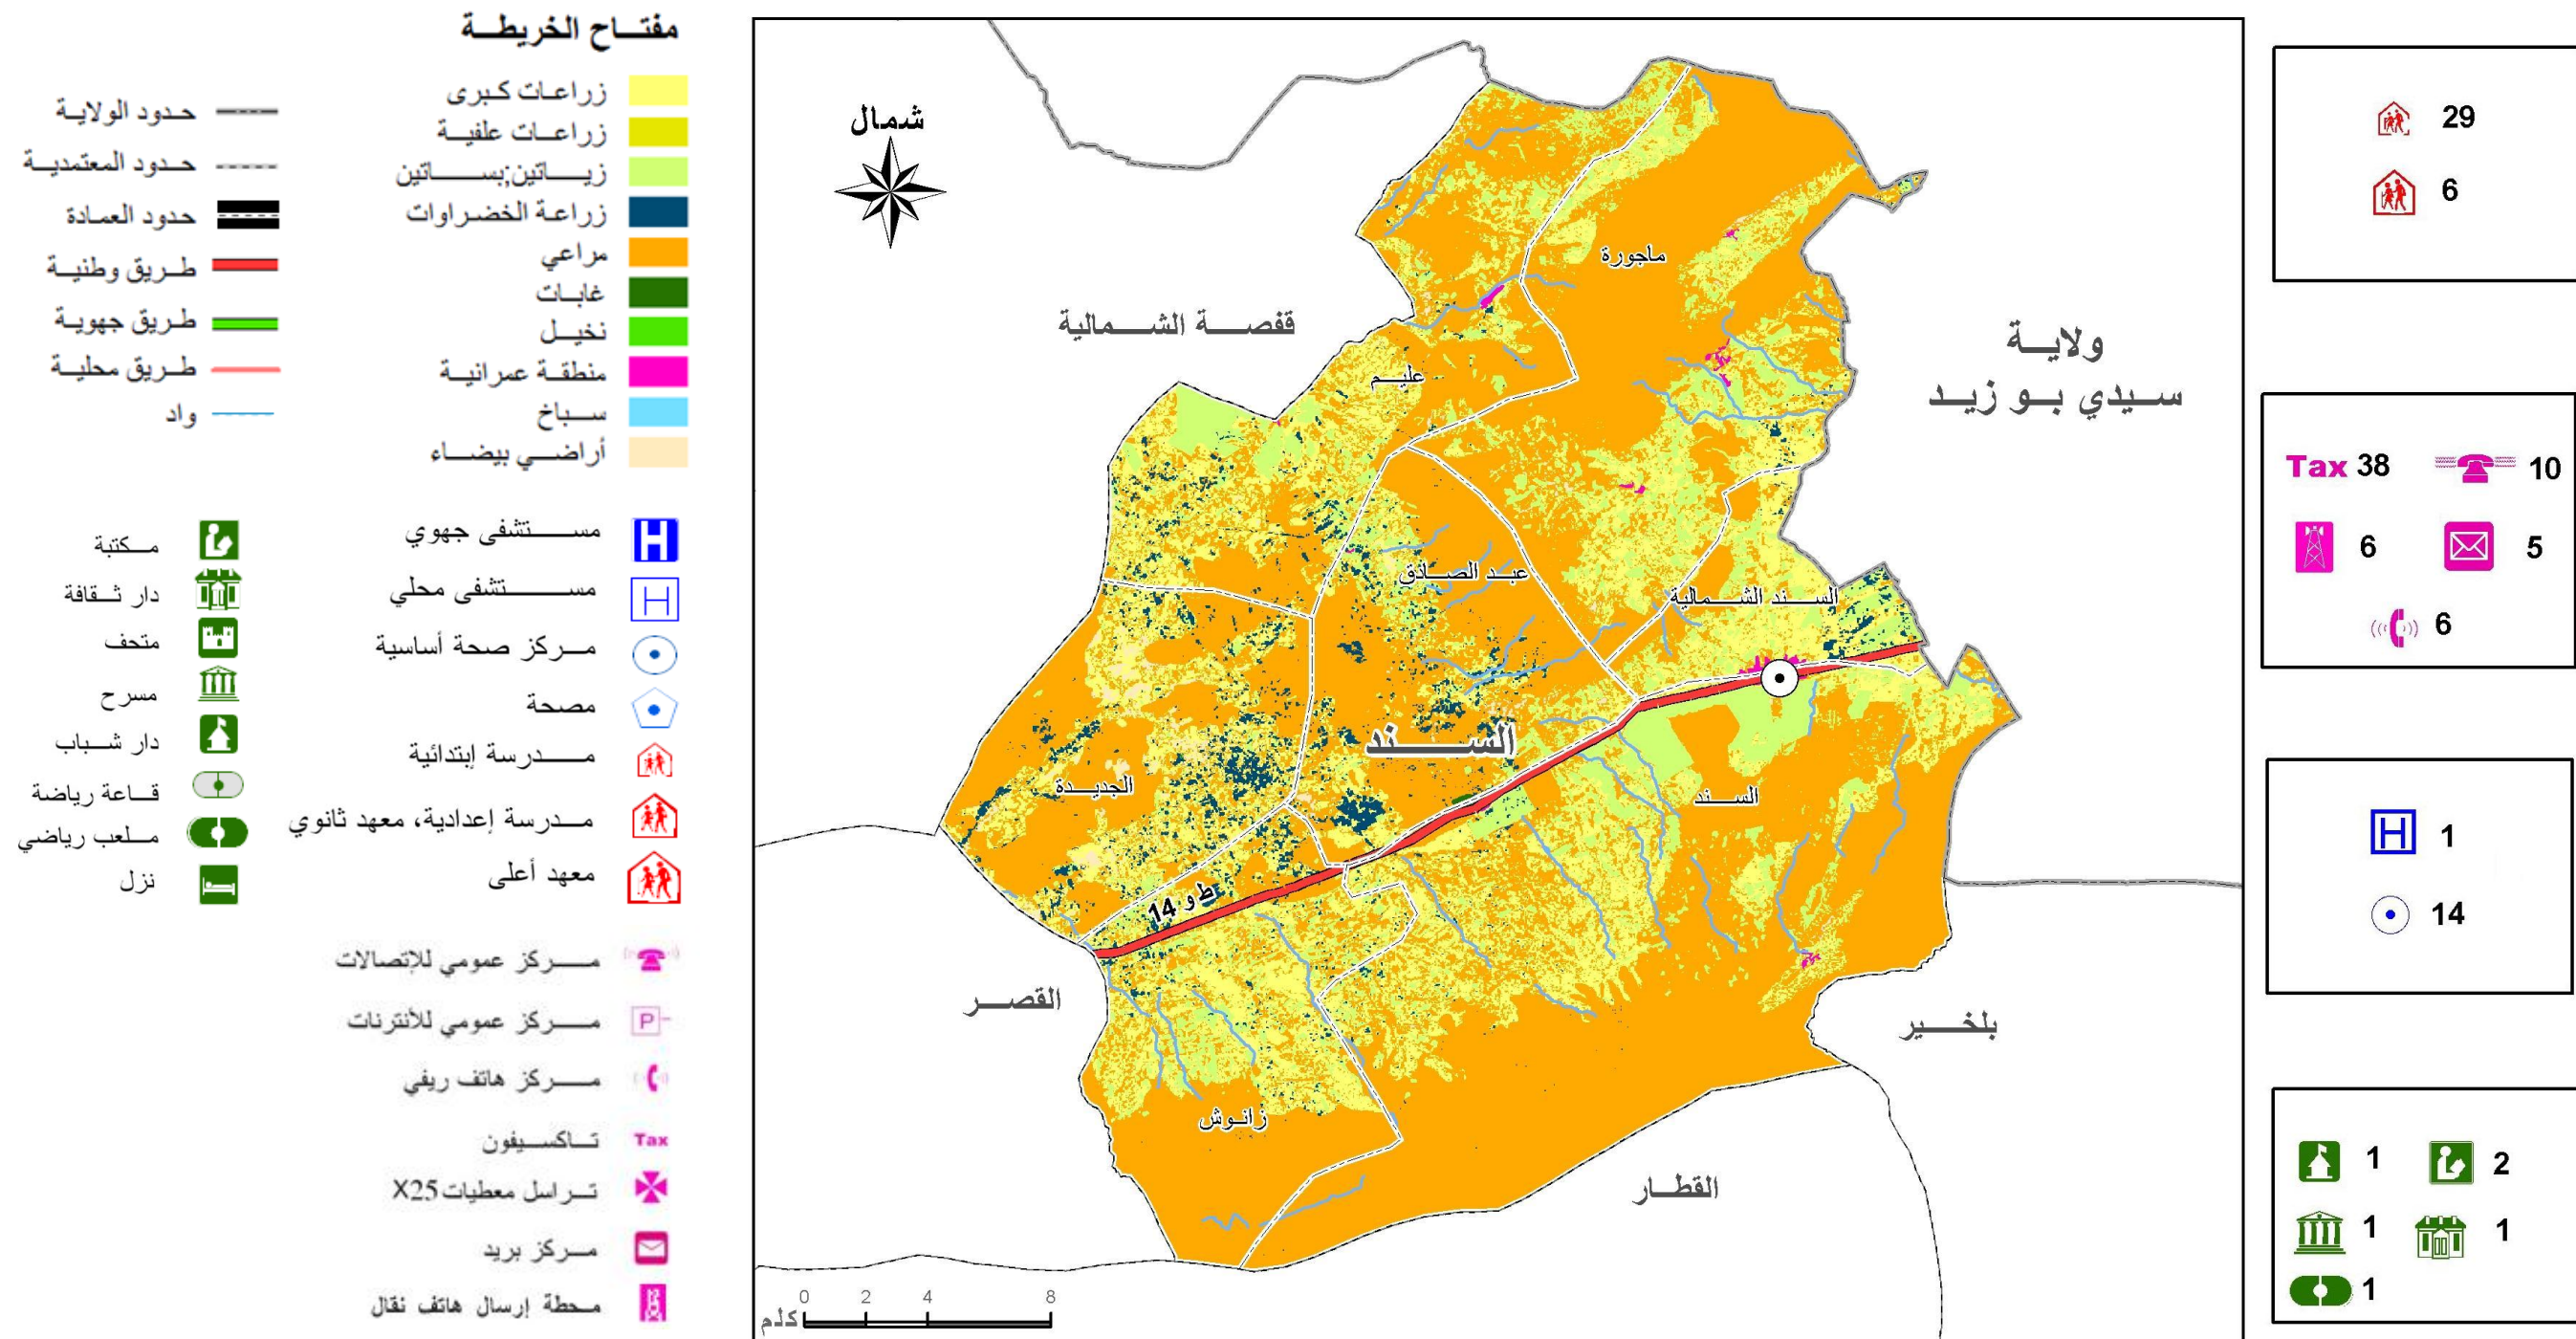 مفتاح الخريطة
زراعات كبرى
زراعات علفية
زياتين;بساتين
زراعة الخضراوات
مراعي
غابات
نخيل
منطقة عمرانية
سباخ
أراضي بيضاء
حدود الولاية
حدود المعتمدية
حدود العمادة
طريق وطنية
طريق جهوية
طريق محلية
واد
مستشفى جهوي
مستشفى محلي
مركز صحة أساسية
مصحة
مدرسة إبتدائية
مدرسة إعدادية، معهد ثانوي
معهد أعلى
مكتبة
دار ثقافة
متحف
مسرح
دار شباب
قاعة رياضة
ملعب رياضي
نزل
مركز عمومي للإتصالات
مركز عمومي للأنترنات
P
مركز هاتف ريفي
تاكسيفون
Tax
تراسل معطيات X25
مركز بريد
محطة إرسال هاتف نقال
شمال
قفصة الشمالية
ولاية
سيدي بو زيد
ماجورة
عليم
عبد الصادق
السند الشمالية
السند
السند
الجديدة
ط و 14
القصر
بلخير
زانوش
القطار
0 2 4 8
كلم
29
6
Tax 38
10
6
5
6
H 1
14
1
2
1
1
1